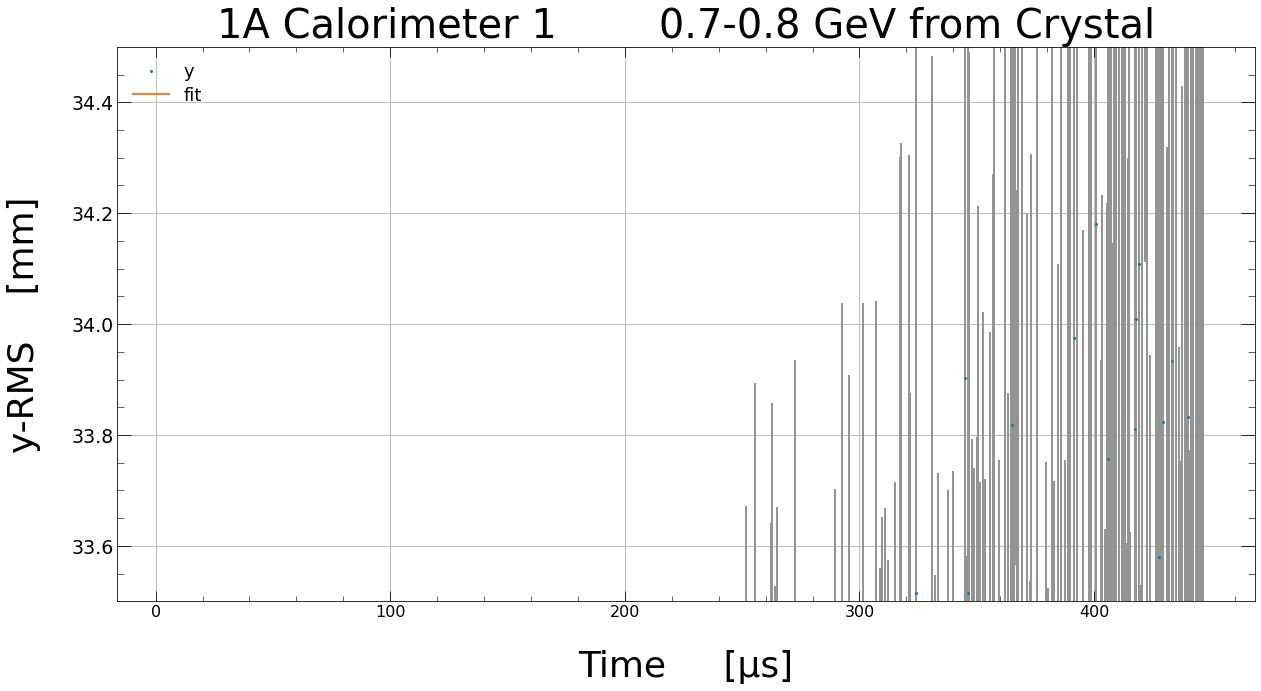 1A Calorimeter 1 0.7-0.8 GeV from Crystal
y
fit
34.4
34.2
34.0
33.8
33.6
y-RMS [mm]
0 100 200 300 400
Time [µs]